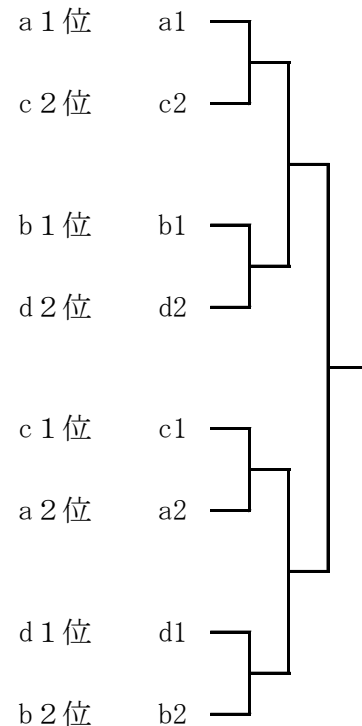 a１位 a1
c２位 c2
b１位 b1
d２位 d2
c１位 c1
a２位 a2
d１位 d1
b２位 b2